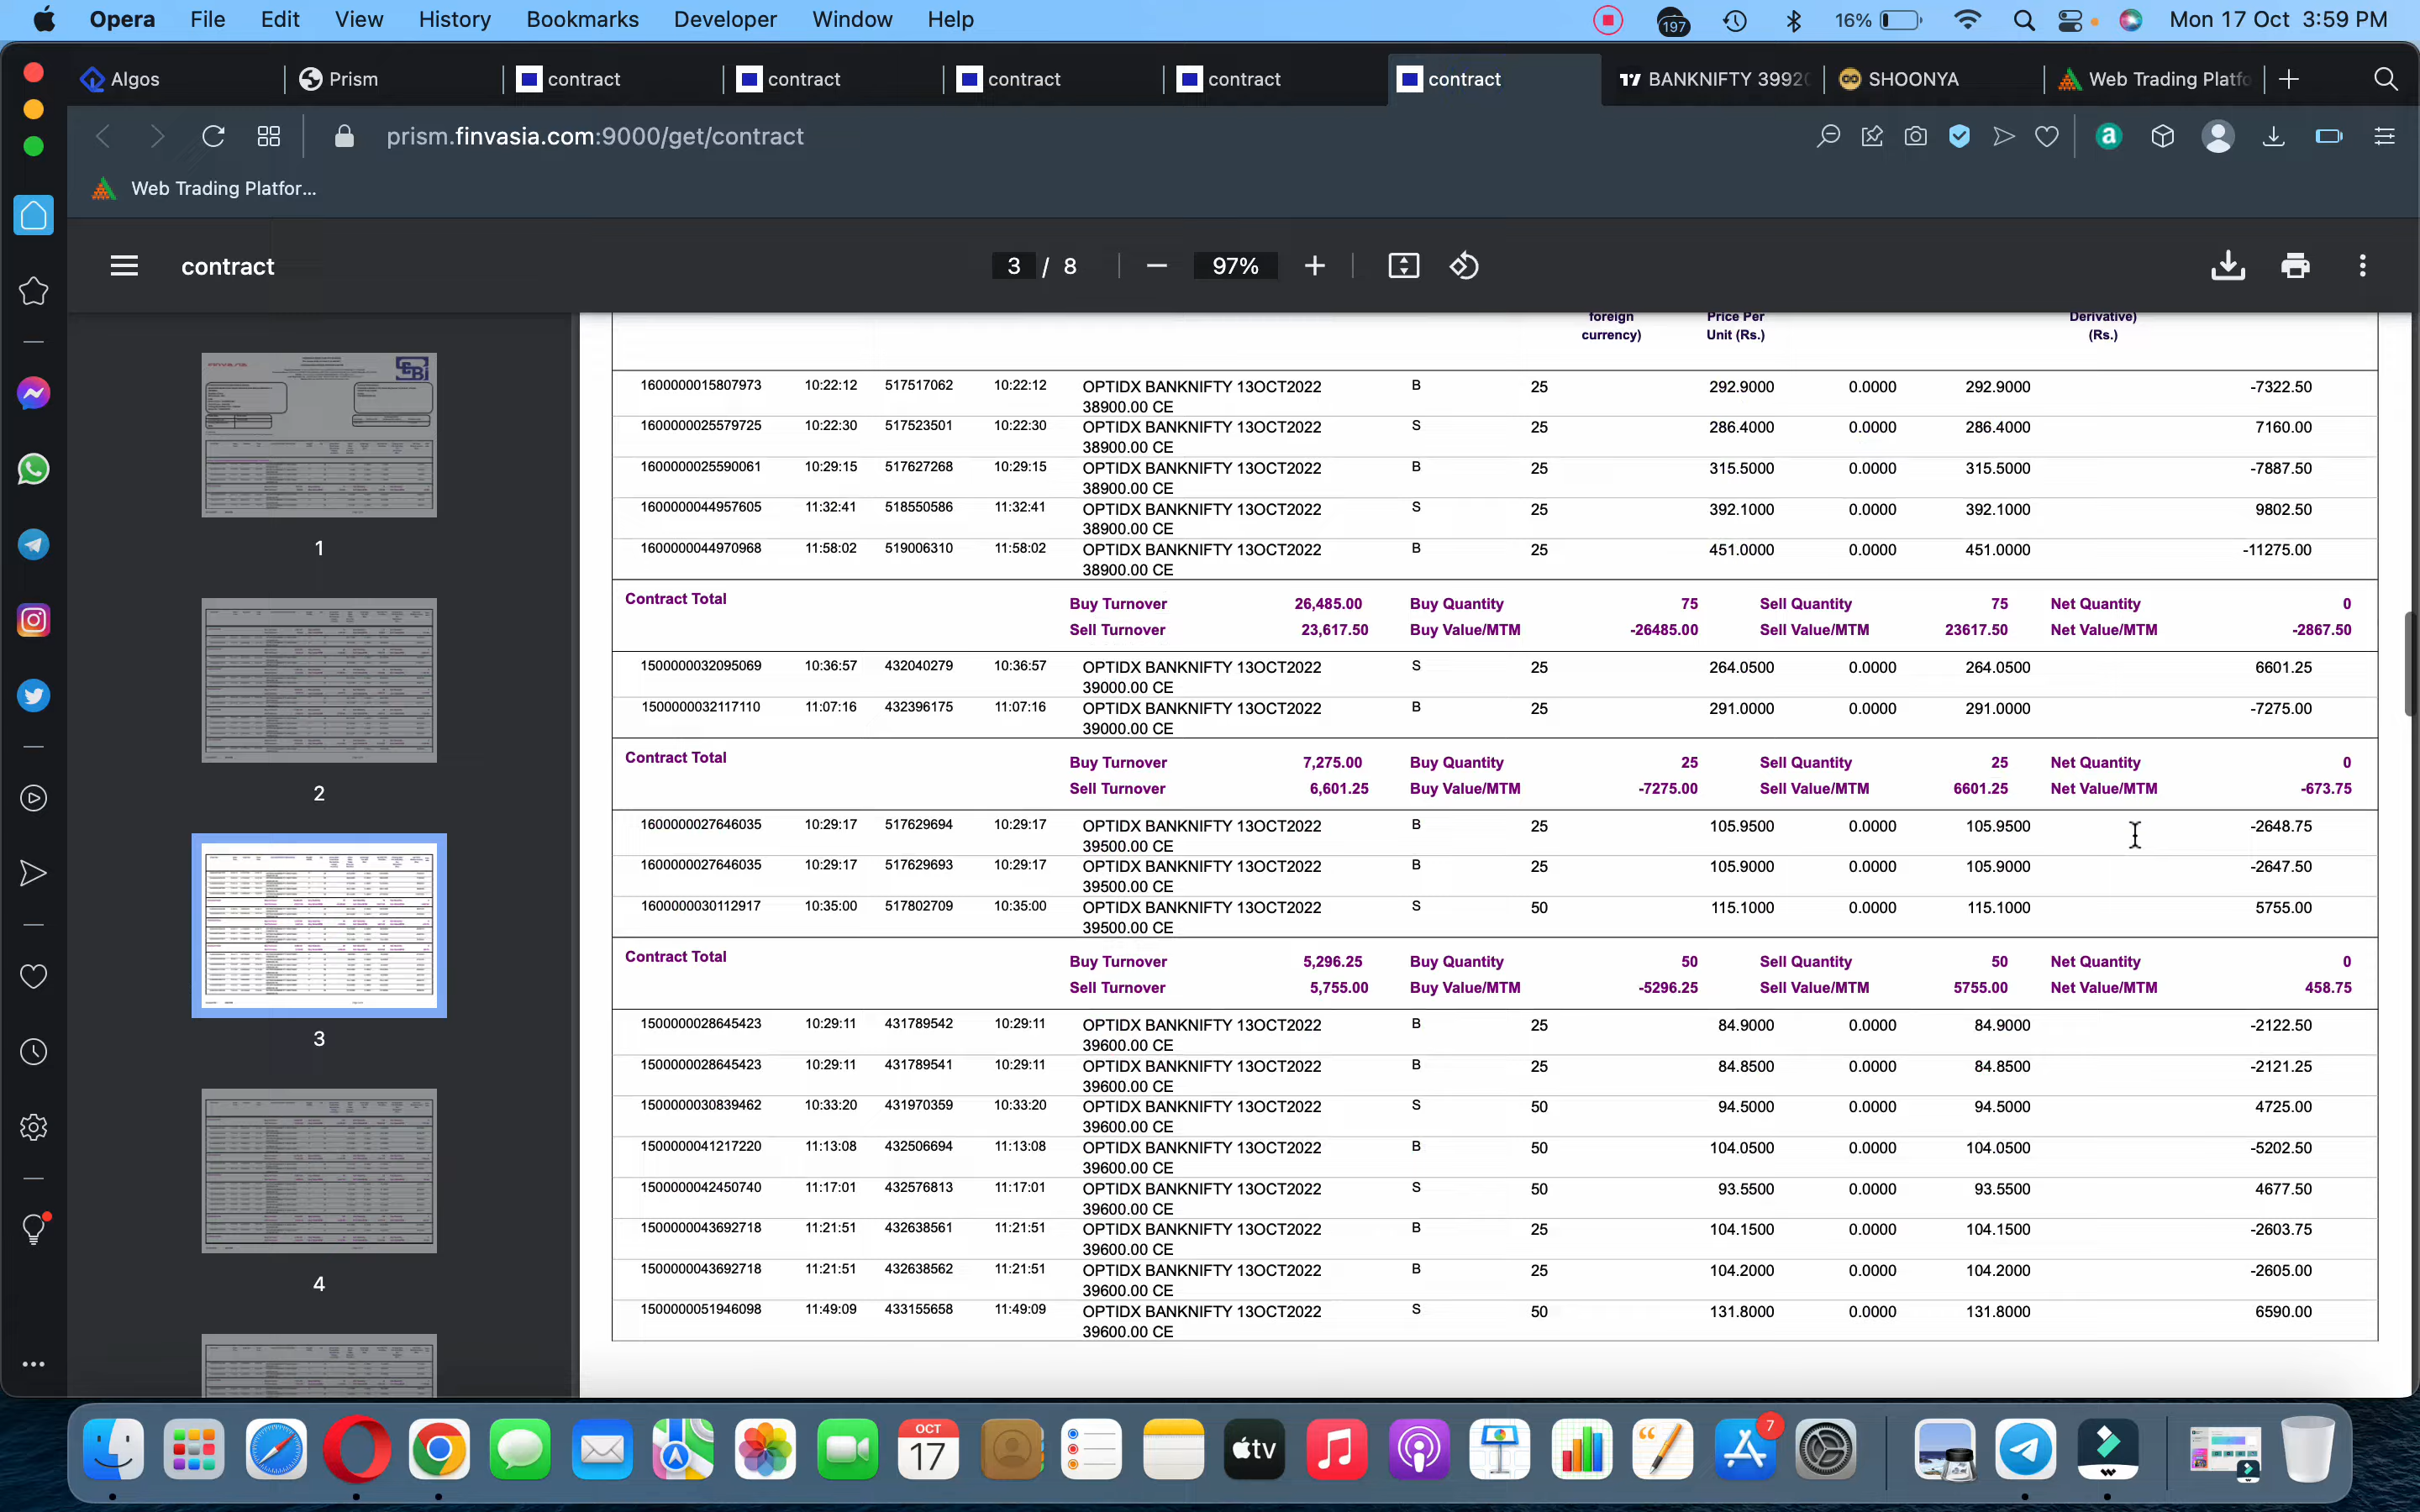 Opera File Edit View History Bookmarks Developer Window Help 197 16% Mon 17 Oct 3:59 PM
Algos Prism contract contract contract contract contract BANKNIFTY 3992 SHOONYA Web Trading Platfo
prism.finvasia.com:9000/get/contract
Web Trading Platfor...
contract 3 / 8 97%
foreign Price Per Derivative)
currency) Unit (Rs.) (Rs.)
1600000015807973 10:22:12 517517062 10:22:12 OPTIDX BANKNIFTY 13OCT2022 B 25 292.9000 0.0000 292.9000 -7322.50
38900.00 CE
1600000025579725 10:22:30 517523501 10:22:30 OPTIDX BANKNIFTY 13OCT2022 S 25 286.4000 0.0000 286.4000 7160.00
38900.00 CE
1600000025590061 10:29:15 517627268 10:29:15 OPTIDX BANKNIFTY 13OCT2022 B 25 315.5000 0.0000 315.5000 -7887.50
38900.00 CE
1600000044957605 11:32:41 518550586 11:32:41 OPTIDX BANKNIFTY 13OCT2022 S 25 392.1000 0.0000 392.1000 9802.50
38900.00 CE
1600000044970968 11:58:02 519006310 11:58:02 OPTIDX BANKNIFTY 13OCT2022 B 25 451.0000 0.0000 451.0000 -11275.00
38900.00 CE
Contract Total Buy Turnover 26,485.00 Buy Quantity 75 Sell Quantity 75 Net Quantity 0
Sell Turnover 23,617.50 Buy Value/MTM -26485.00 Sell Value/MTM 23617.50 Net Value/MTM -2867.50
1500000032095069 10:36:57 432040279 10:36:57 OPTIDX BANKNIFTY 13OCT2022 S 25 264.0500 0.0000 264.0500 6601.25
39000.00 CE
1500000032117110 11:07:16 432396175 11:07:16 OPTIDX BANKNIFTY 13OCT2022 B 25 291.0000 0.0000 291.0000 -7275.00
39000.00 CE
Contract Total Buy Turnover 7,275.00 Buy Quantity 25 Sell Quantity 25 Net Quantity 0
Sell Turnover 6,601.25 Buy Value/MTM -7275.00 Sell Value/MTM 6601.25 Net Value/MTM -673.75
1600000027646035 10:29:17 517629694 10:29:17 OPTIDX BANKNIFTY 13OCT2022 B 25 105.9500 0.0000 105.9500 -2648.75
39500.00 CE
1600000027646035 10:29:17 517629693 10:29:17 OPTIDX BANKNIFTY 13OCT2022 B 25 105.9000 0.0000 105.9000 -2647.50
39500.00 CE
1600000030112917 10:35:00 517802709 10:35:00 OPTIDX BANKNIFTY 13OCT2022 S 50 115.1000 0.0000 115.1000 5755.00
39500.00 CE
Contract Total Buy Turnover 5,296.25 Buy Quantity 50 Sell Quantity 50 Net Quantity 0
Sell Turnover 5,755.00 Buy Value/MTM -5296.25 Sell Value/MTM 5755.00 Net Value/MTM 458.75
1500000028645423 10:29:11 431789542 10:29:11 OPTIDX BANKNIFTY 13OCT2022 B 25 84.9000 0.0000 84.9000 -2122.50
39600.00 CE
1500000028645423 10:29:11 431789541 10:29:11 OPTIDX BANKNIFTY 13OCT2022 B 25 84.8500 0.0000 84.8500 -2121.25
39600.00 CE
1500000030839462 10:33:20 431970359 10:33:20 OPTIDX BANKNIFTY 13OCT2022 S 50 94.5000 0.0000 94.5000 4725.00
39600.00 CE
1500000041217220 11:13:08 432506694 11:13:08 OPTIDX BANKNIFTY 13OCT2022 B 50 104.0500 0.0000 104.0500 -5202.50
39600.00 CE
1500000042450740 11:17:01 432576813 11:17:01 OPTIDX BANKNIFTY 13OCT2022 S 50 93.5500 0.0000 93.5500 4677.50
39600.00 CE
1500000043692718 11:21:51 432638561 11:21:51 OPTIDX BANKNIFTY 13OCT2022 B 25 104.1500 0.0000 104.1500 -2603.75
39600.00 CE
1500000043692718 11:21:51 432638562 11:21:51 OPTIDX BANKNIFTY 13OCT2022 B 25 104.2000 0.0000 104.2000 -2605.00
39600.00 CE
1500000051946098 11:49:09 433155658 11:49:09 OPTIDX BANKNIFTY 13OCT2022 S 50 131.8000 0.0000 131.8000 6590.00
39600.00 CE
1
2
3
4
OCT
17
tv
7